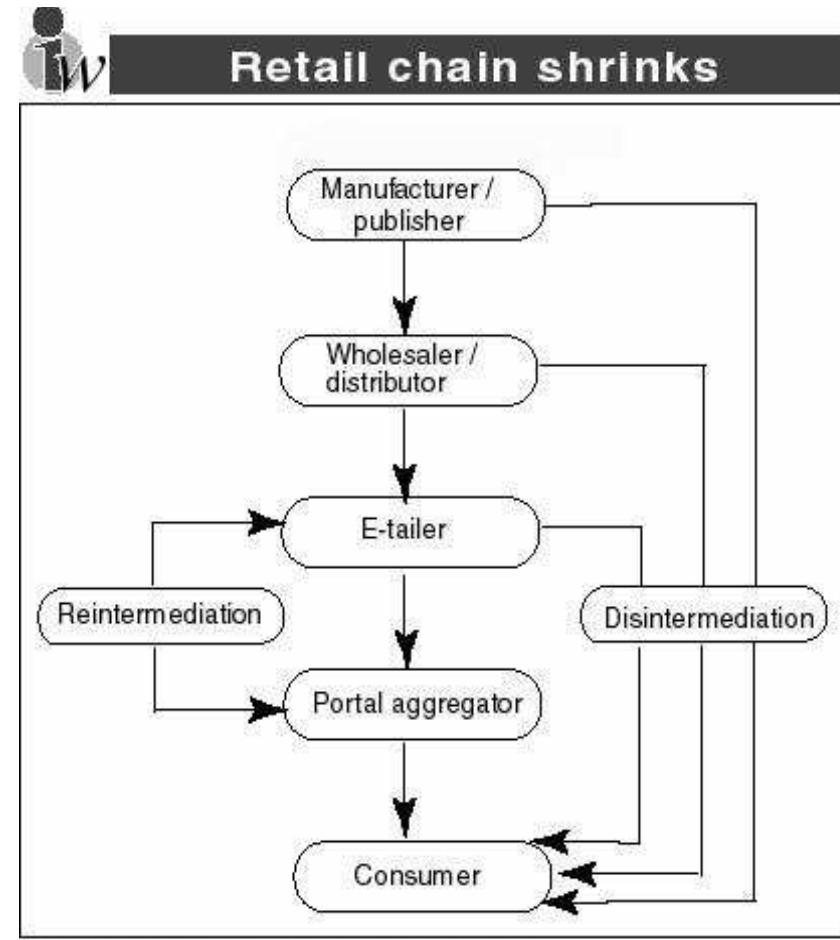 iw
Retail chain shrinks
Manufacturer /
publisher
Wholesaler /
distributor
E-tailer
Reintermediation
Disintermediation
Portal aggregator
Consumer